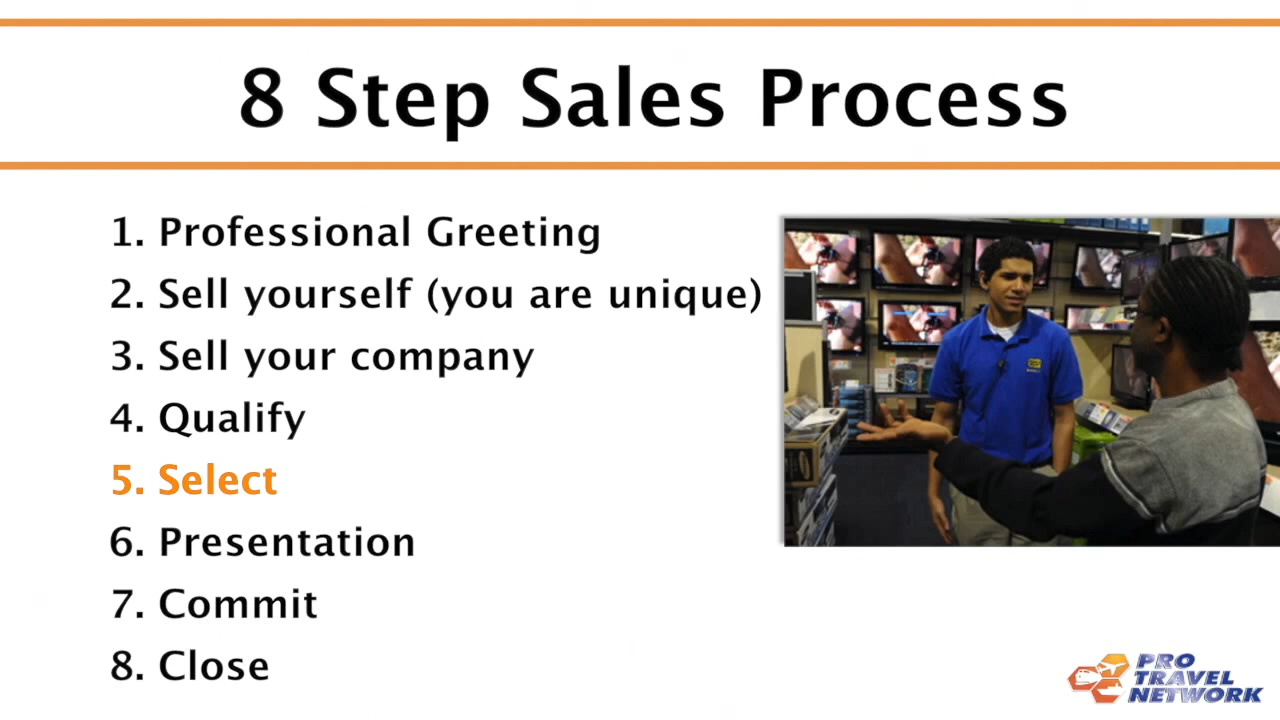 8 Step Sales Process
1. Professional Greeting
2. Sell yourself (you are unique)
3. Sell your company
4. Qualify
5. Select
6. Presentation
7. Commit
8. Close
PRO
TRAVEL
NETWORK